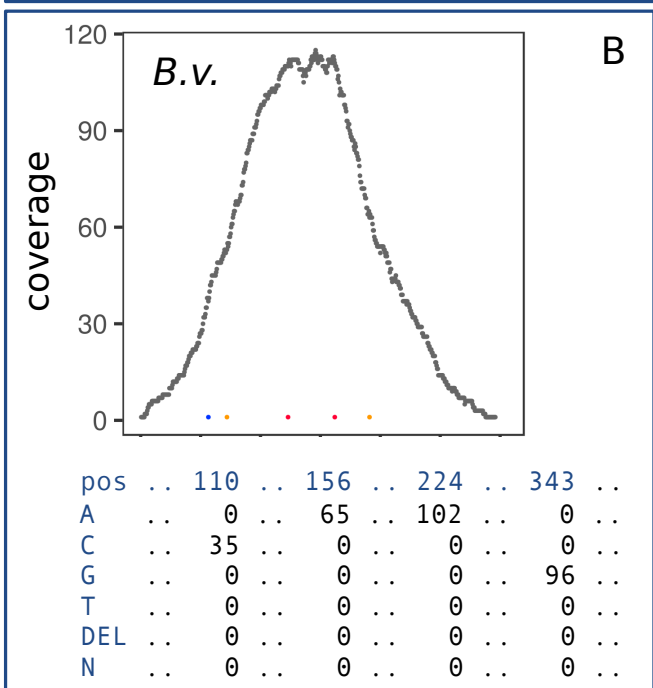 120
B.v.
B
90
60
30
0
coverage
pos .. 110 .. 156 .. 224 .. 343 ..
A .. 0 .. 65 .. 102 .. 0 ..
C .. 35 .. 0 .. 0 .. 0 ..
G .. 0 .. 0 .. 0 .. 96 ..
T .. 0 .. 0 .. 0 .. 0 ..
DEL .. 0 .. 0 .. 0 .. 0 ..
N .. 0 .. 0 .. 0 .. 0 ..